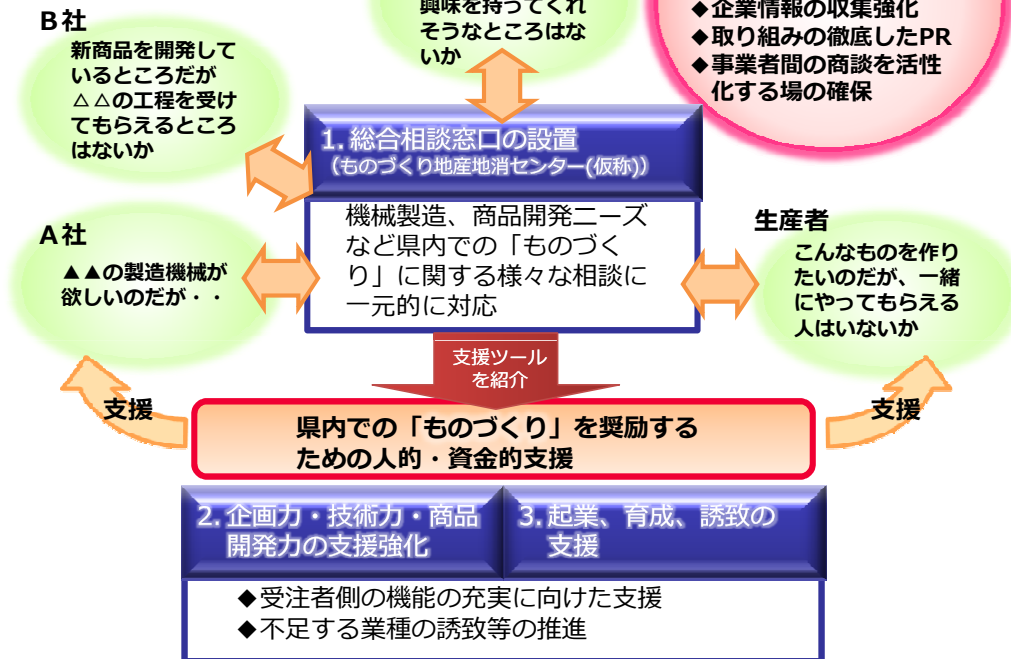 興味を持ってくれ
そうなところはな
いか
◆企業情報の収集強化
◆取り組みの徹底したPR
◆事業者間の商談を活性
化する場の確保
B社
新商品を開発して
いるところだが
△△の工程を受け
てもらえるところ
はないか
1. 総合相談窓口の設置
（ものづくり地産地消センター(仮称)）
機械製造、商品開発ニーズ
など県内での「ものづく
り」に関する様々な相談に
一元的に対応
A社
▲▲の製造機械が
欲しいのだが・・
生産者
こんなものを作り
たいのだが、一緒
にやってもらえる
人はいないか
支援ツール
を紹介
支援
支援
県内での「ものづくり」を奨励する
ための人的・資金的支援
2. 企画力・技術力・商品
開発力の支援強化
3. 起業、育成、誘致の
支援
◆受注者側の機能の充実に向けた支援
◆不足する業種の誘致等の推進